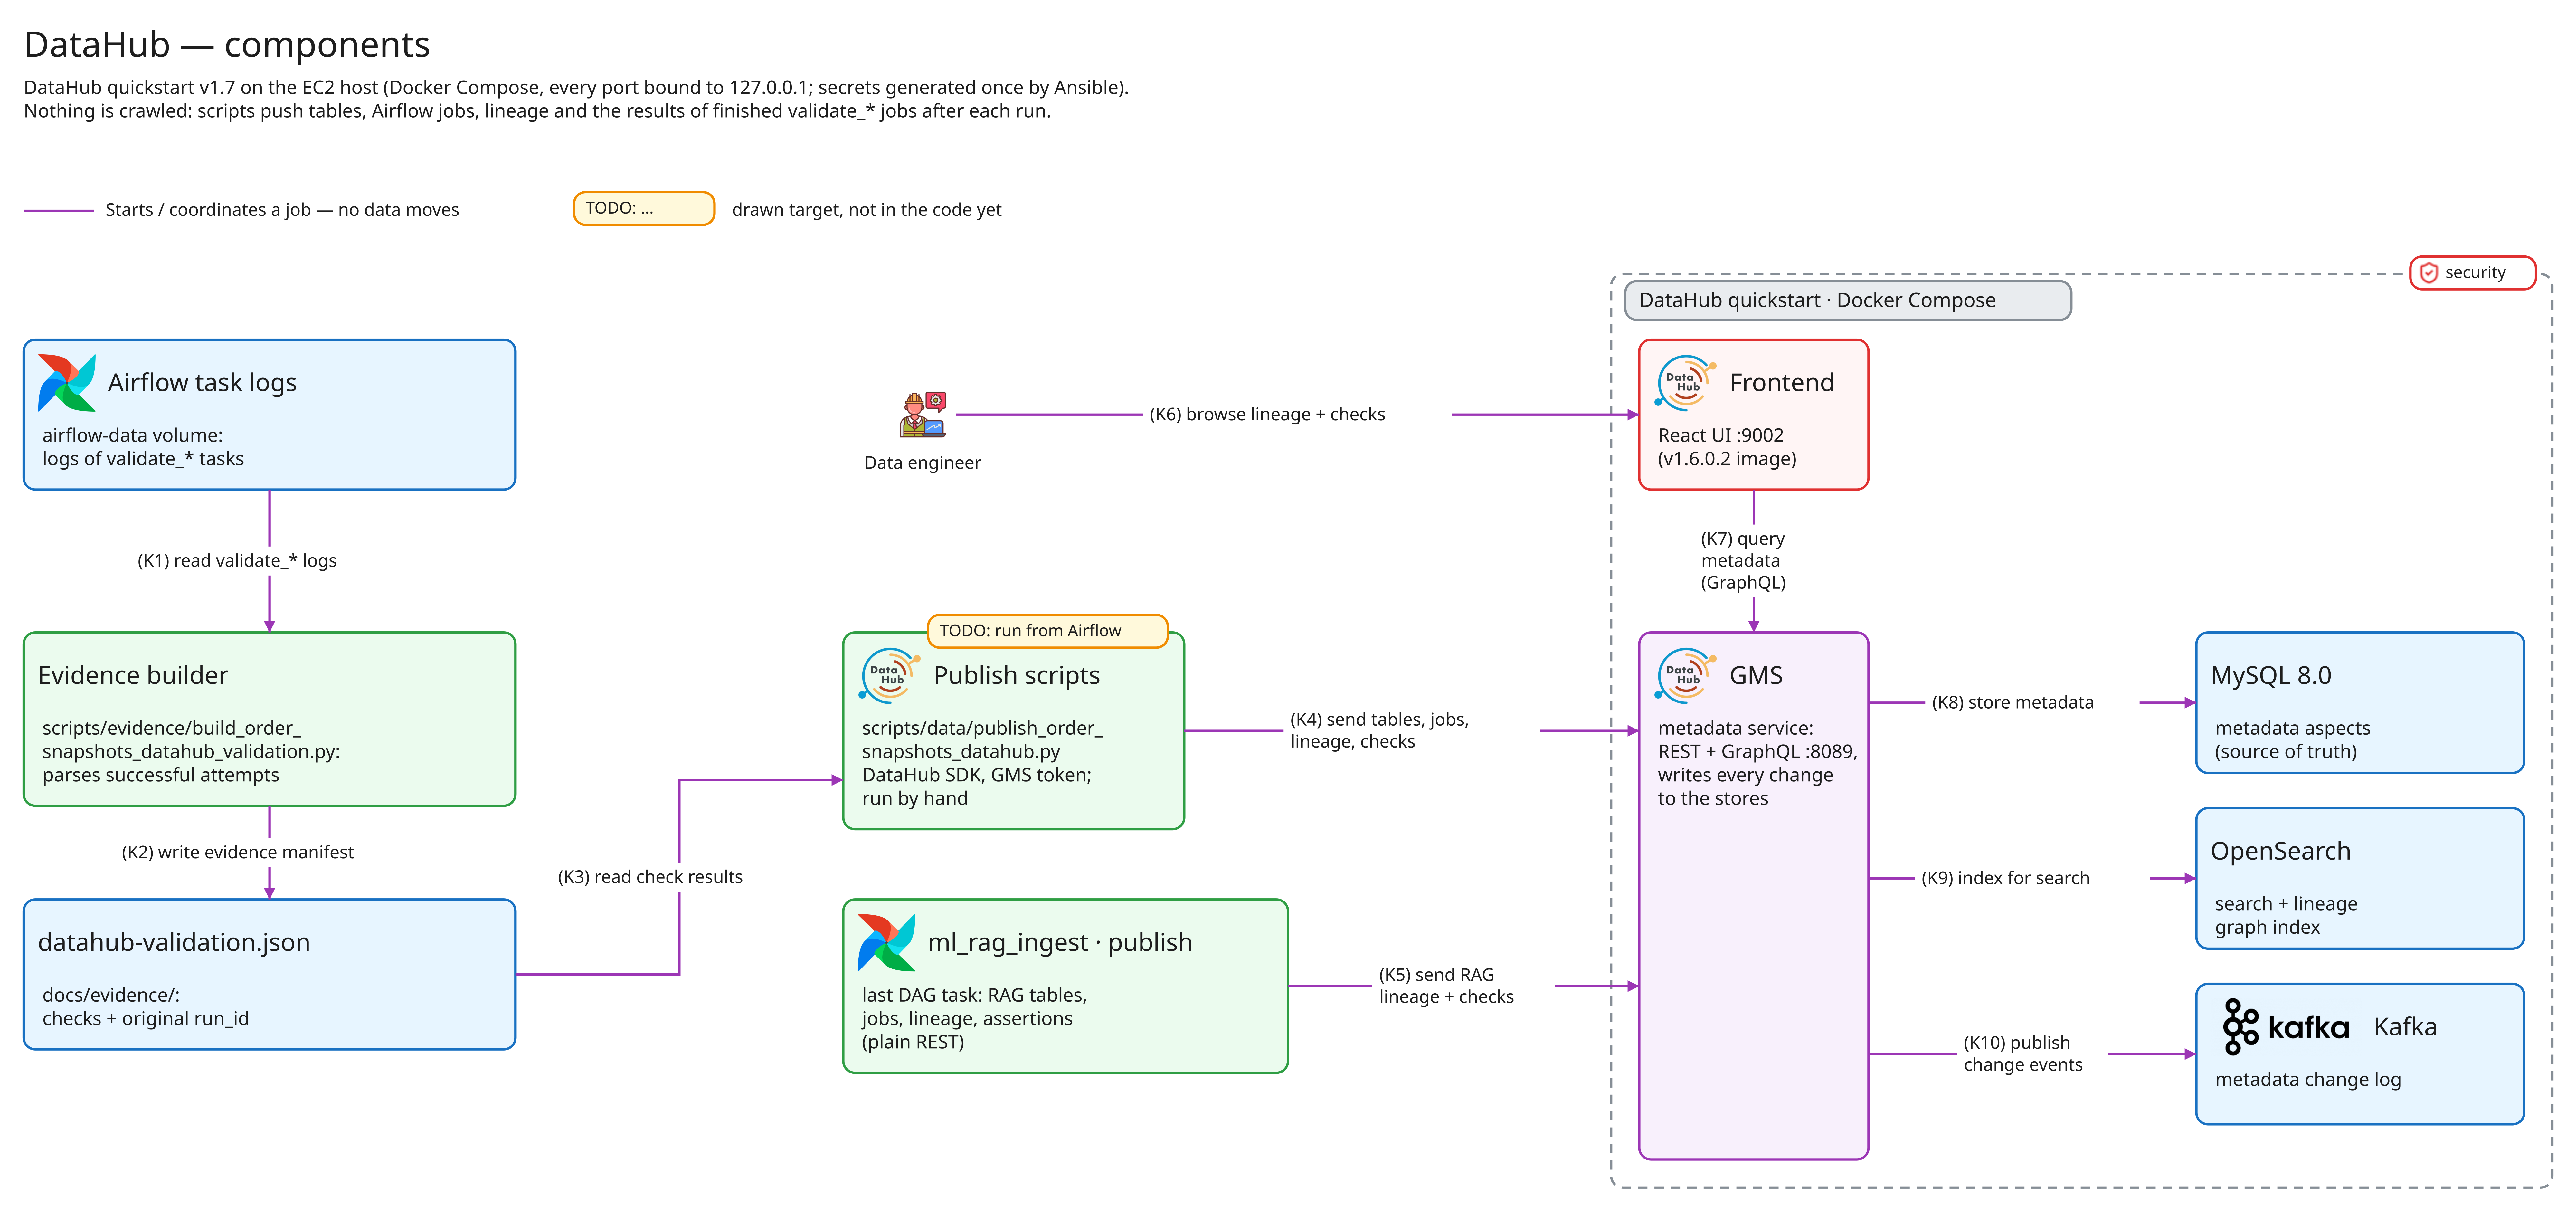 DataHub — components
DataHub quickstart v1.7 on the EC2 host (Docker Compose, every port bound to 127.0.0.1; secrets generated once by Ansible).
Nothing is crawled: scripts push tables, Airflow jobs, lineage and the results of finished validate_* jobs after each run.
Starts / coordinates a job — no data moves
TODO: ...
drawn target, not in the code yet
security
DataHub quickstart · Docker Compose
Airflow task logs
airflow-data volume:
logs of validate_* tasks
Data engineer
(K6) browse lineage + checks
Data
Hub
Frontend
React UI :9002
(v1.6.0.2 image)
(K1) read validate_* logs
(K7) query
metadata
(GraphQL)
Evidence builder
scripts/evidence/build_order_
snapshots_datahub_validation.py:
parses successful attempts
TODO: run from Airflow
Data
Hub
Publish scripts
scripts/data/publish_order_
snapshots_datahub.py
DataHub SDK, GMS token;
run by hand
(K4) send tables, jobs,
lineage, checks
Data
Hub
GMS
metadata service:
REST + GraphQL :8089,
writes every change
to the stores
(K8) store metadata
MySQL 8.0
metadata aspects
(source of truth)
(K2) write evidence manifest
(K3) read check results
(K9) index for search
OpenSearch
search + lineage
graph index
datahub-validation.json
docs/evidence/:
checks + original run_id
ml_rag_ingest · publish
last DAG task: RAG tables,
jobs, lineage, assertions
(plain REST)
(K5) send RAG
lineage + checks
(K10) publish
change events
kafka
Kafka
metadata change log